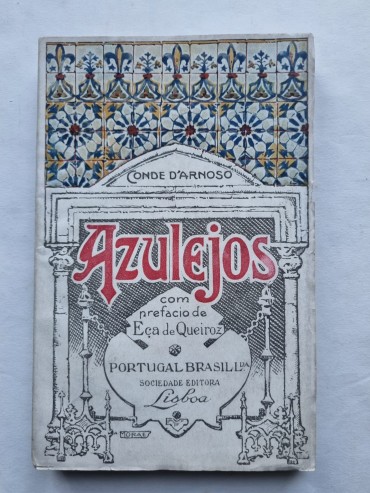 CONDE D'ARNOSO
Azulejos
com
prefacio de
Eça de Queiroz
PORTUGAL BRASIL LDA
SOCIEDADE EDITORA
Lisboa